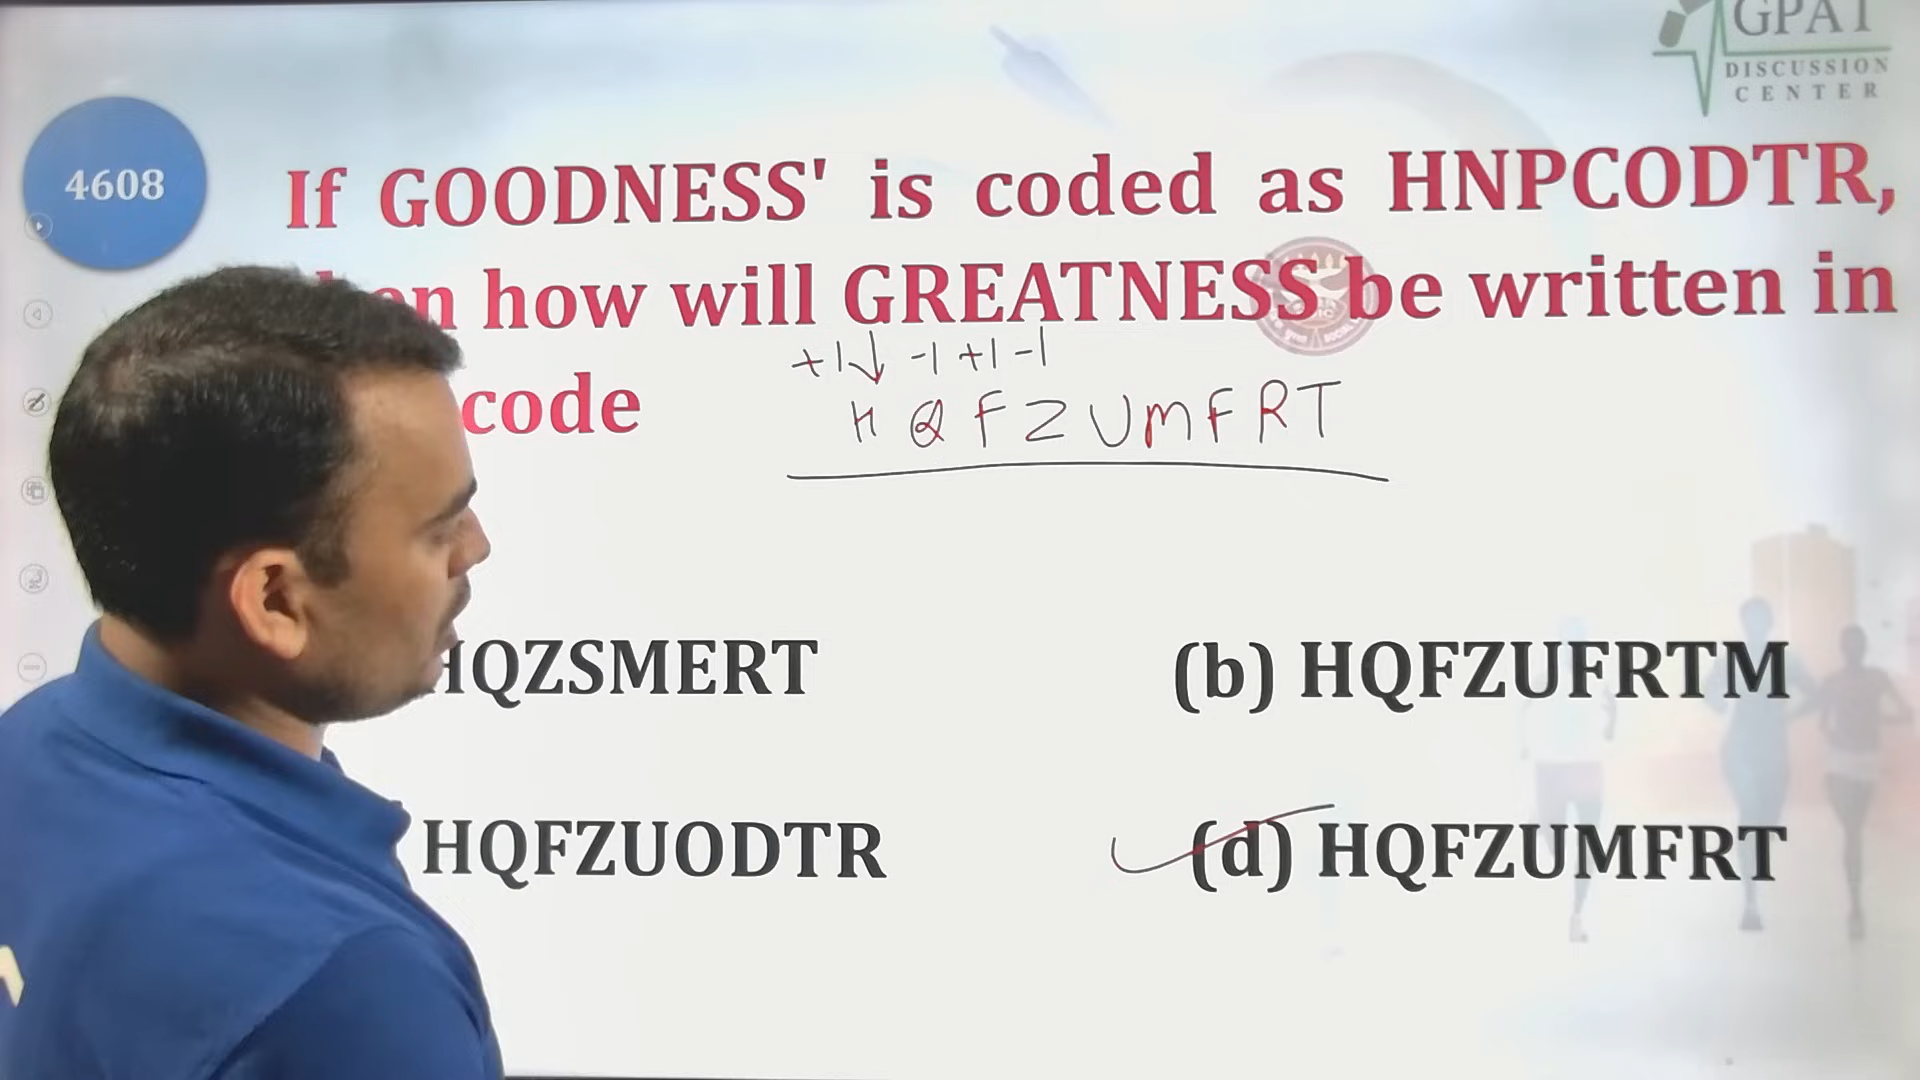 GPAT
DISCUSSION
CENTER
4608
If GOODNESS' is coded as HNPCODTR,
how will GREATNESS be written in
code
+1 -1 +1 -1
HQFZUMFRT
HQZSMERT
(b) HQFZUFRTM
HQFZUODTR
(d) HQFZUMFRT